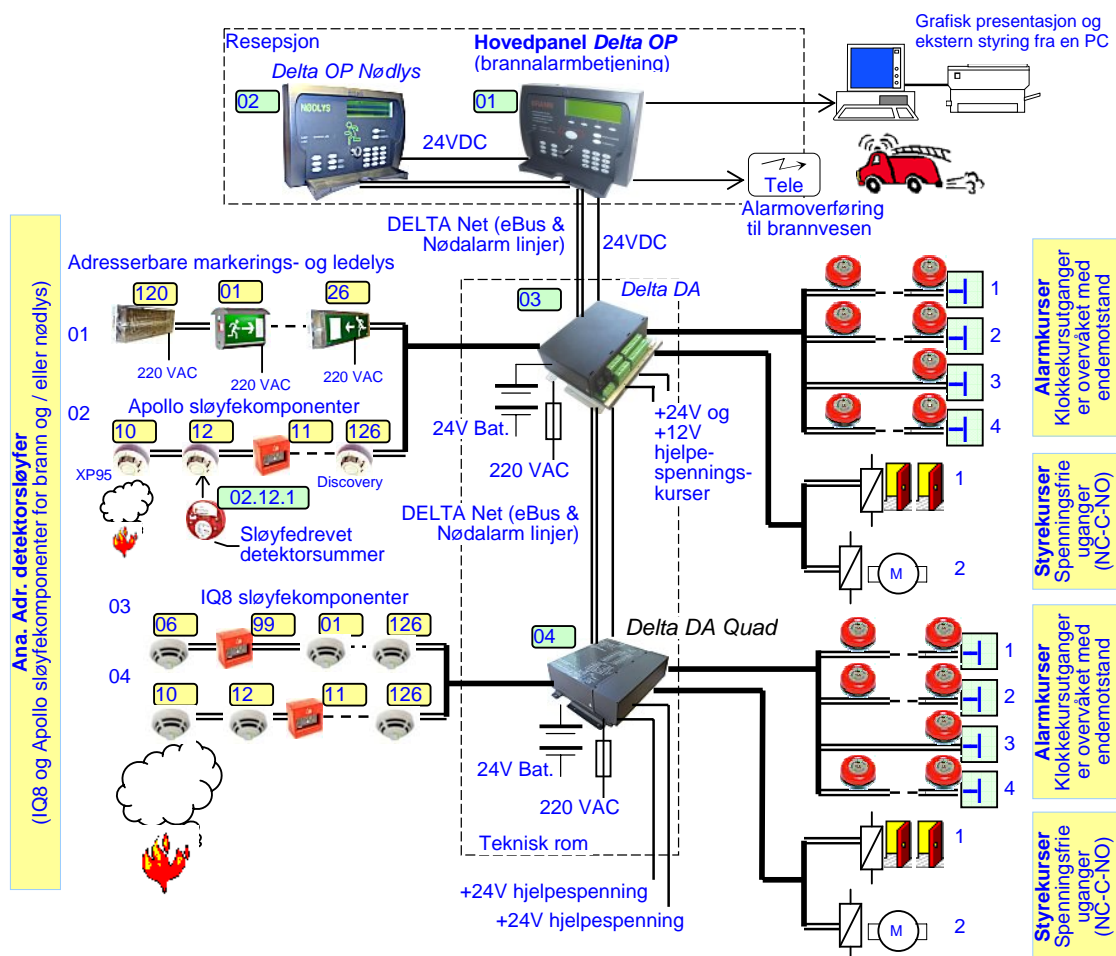 Resepsjon
Hovedpanel Delta OP
(brannalarmbetjening)
Delta OP Nødlys
02
01
NØDLYS
BRANN
24VDC
Grafisk presentasjon og
ekstern styring fra en PC
Tele
Alarmoverføring
til brannvesen
DELTA Net (eBus &
Nødalarm linjer)
24VDC
Ana. Adr. detektorsløyfer
(IQ8 og Apollo sløyfekomponenter for brann og / eller nødlys)
Adresserbare markerings- og ledelys
120
01
26
01
220 VAC
220 VAC
220 VAC
02
Apollo sløyfekomponenter
10
12
11
126
XP95
Discovery
02.12.1
Sløyfedrevet
detektorsummer
03
Delta DA
24V Bat.
220 VAC
+24V og
+12V
hjelpe-
spennings-
kurser
DELTA Net (eBus &
Nødalarm linjer)
1
2
3
4
Alarmkurser
Klokkekursutganger
er overvåket med
endemotstand
1
M
2
Styrekurser
Spenningsfrie
uganger
(NC-C-NO)
03
IQ8 sløyfekomponenter
06
99
01
126
04
10
12
11
126
04
Delta DA Quad
24V Bat.
220 VAC
Teknisk rom
+24V hjelpespenning
+24V hjelpespenning
1
2
3
4
Alarmkurser
Klokkekursutganger
er overvåket med
endemotstand
1
M
2
Styrekurser
Spenningsfrie
uganger
(NC-C-NO)